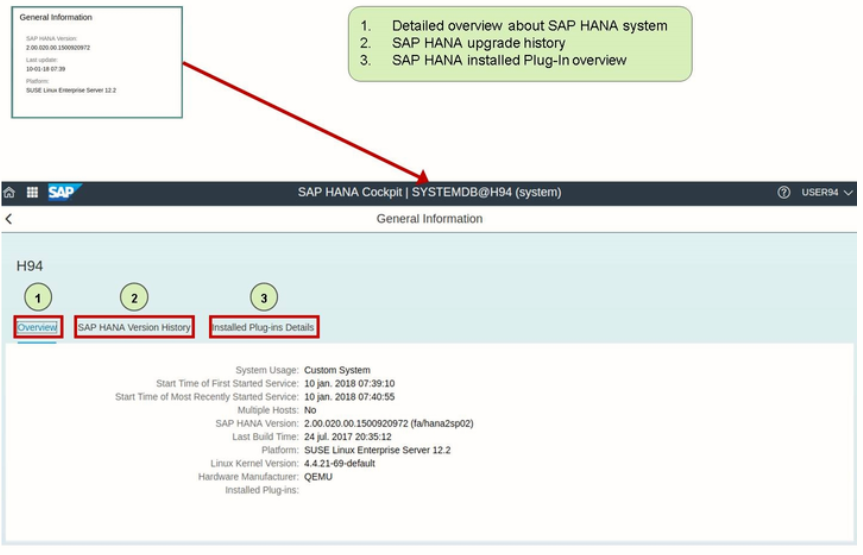 General Information
SAP HANA Version:
2.00.020.00.1500920972
Last update:
10-01-18 07:39
Platform:
SUSE Linux Enterprise Server 12.2
1. Detailed overview about SAP HANA system
2. SAP HANA upgrade history
3. SAP HANA installed Plug-In overview
SAP SAP HANA Cockpit | SYSTEMDB@H94 (system) ? USER94
General Information
H94
1 2 3
Overview SAP HANA Version History Installed Plug-ins Details
System Usage: Custom System
Start Time of First Started Service: 10 jan. 2018 07:39:10
Start Time of Most Recently Started Service: 10 jan. 2018 07:40:55
Multiple Hosts: No
SAP HANA Version: 2.00.020.00.1500920972 (fa/hana2sp02)
Last Build Time: 24 jul. 2017 20:35:12
Platform: SUSE Linux Enterprise Server 12.2
Linux Kernel Version: 4.4.21-69-default
Hardware Manufacturer: QEMU
Installed Plug-ins: